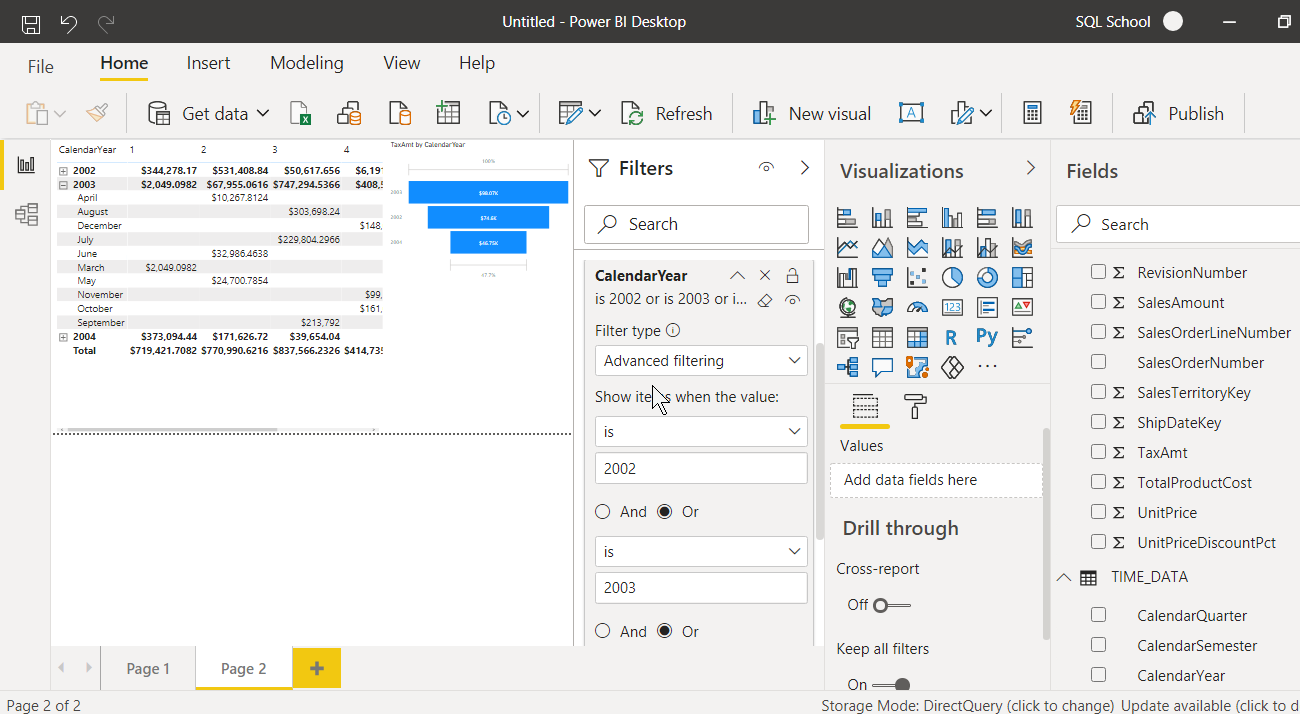 Untitled - Power BI Desktop
SQL School
File
Home
Insert
Modeling
View
Help
Get data
Refresh
New visual
Publish
CalendarYear 1 2 3 4
2002 $344,278.17 $531,408.84 $50,617.656 $6,19
2003 $2,049.0982 $67,955.0616 $747,294.5366 $408,5
April $10,267.8124
August $303,698.24
December $148,
July $229,804.2966
June $32,986.4638
March $2,049.0982
May $24,700.7854
November $99,
October $161,
September $213,792
2004 $373,094.44 $171,626.72 $39,654.04
Total $719,421.7082 $770,990.6216 $837,566.2326 $414,735
TaxAmt by CalendarYear
100%
2003 $98.07K
2002 $74.6K
2004 $46.75K
47.7%
Filters
Search
CalendarYear
is 2002 or is 2003 or i...
Filter type
Advanced filtering
Show items when the value:
is
2002
And Or
is
2003
And Or
Visualizations
123
R Py
...
Values
Add data fields here
Drill through
Cross-report
Off
Keep all filters
On
Fields
Search
RevisionNumber
SalesAmount
SalesOrderLineNumber
SalesOrderNumber
SalesTerritoryKey
ShipDateKey
TaxAmt
TotalProductCost
UnitPrice
UnitPriceDiscountPct
TIME_DATA
CalendarQuarter
CalendarSemester
CalendarYear
Page 1
Page 2
Page 2 of 2
Storage Mode: DirectQuery (click to change)
Update available (click to d